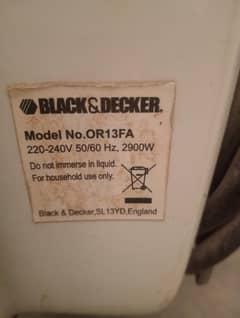 BLACK&DECKER.
Model No.OR13FA
220-240V 50/60 Hz, 2900W
Do not immerse in liquid.
For household use only.
Black & Decker,SL13YD,England